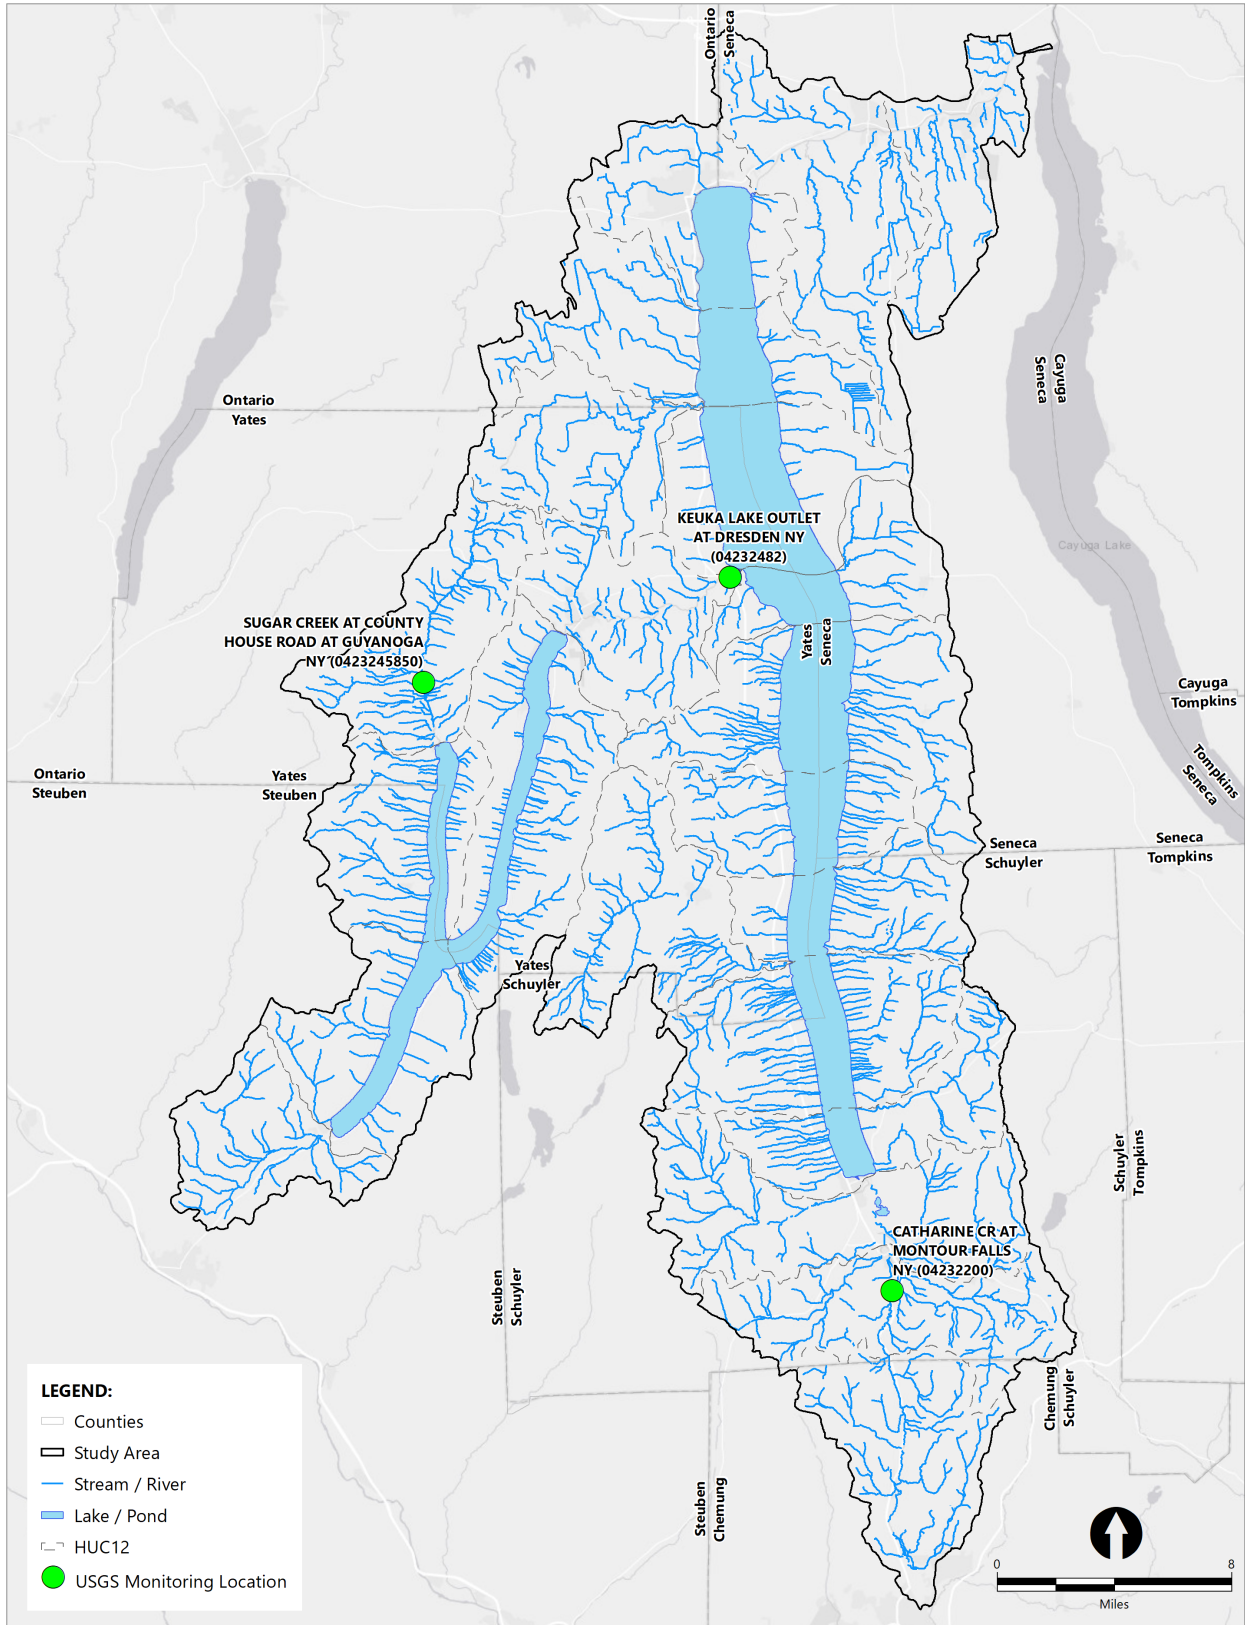 Ontario
Seneca
Cayuga
Seneca
Ontario
Yates
KEUKA LAKE OUTLET
AT DRESDEN NY
(04232482)
Cayuga Lake
SUGAR CREEK AT COUNTY
HOUSE ROAD AT GUYANOGA
NY (0423245850)
Yates
Seneca
Cayuga
Tompkins
Tompkins
Seneca
Ontario
Steuben
Yates
Steuben
Seneca
Schuyler
Seneca
Tompkins
Yates
Schuyler
Schuyler
Tompkins
CATHARINE CR AT
MONTOUR FALLS
NY (04232200)
Steuben
Schuyler
Chemung
Schuyler
Steuben
Chemung
LEGEND:
Counties
Study Area
Stream / River
Lake / Pond
HUC12
USGS Monitoring Location
0 8
Miles